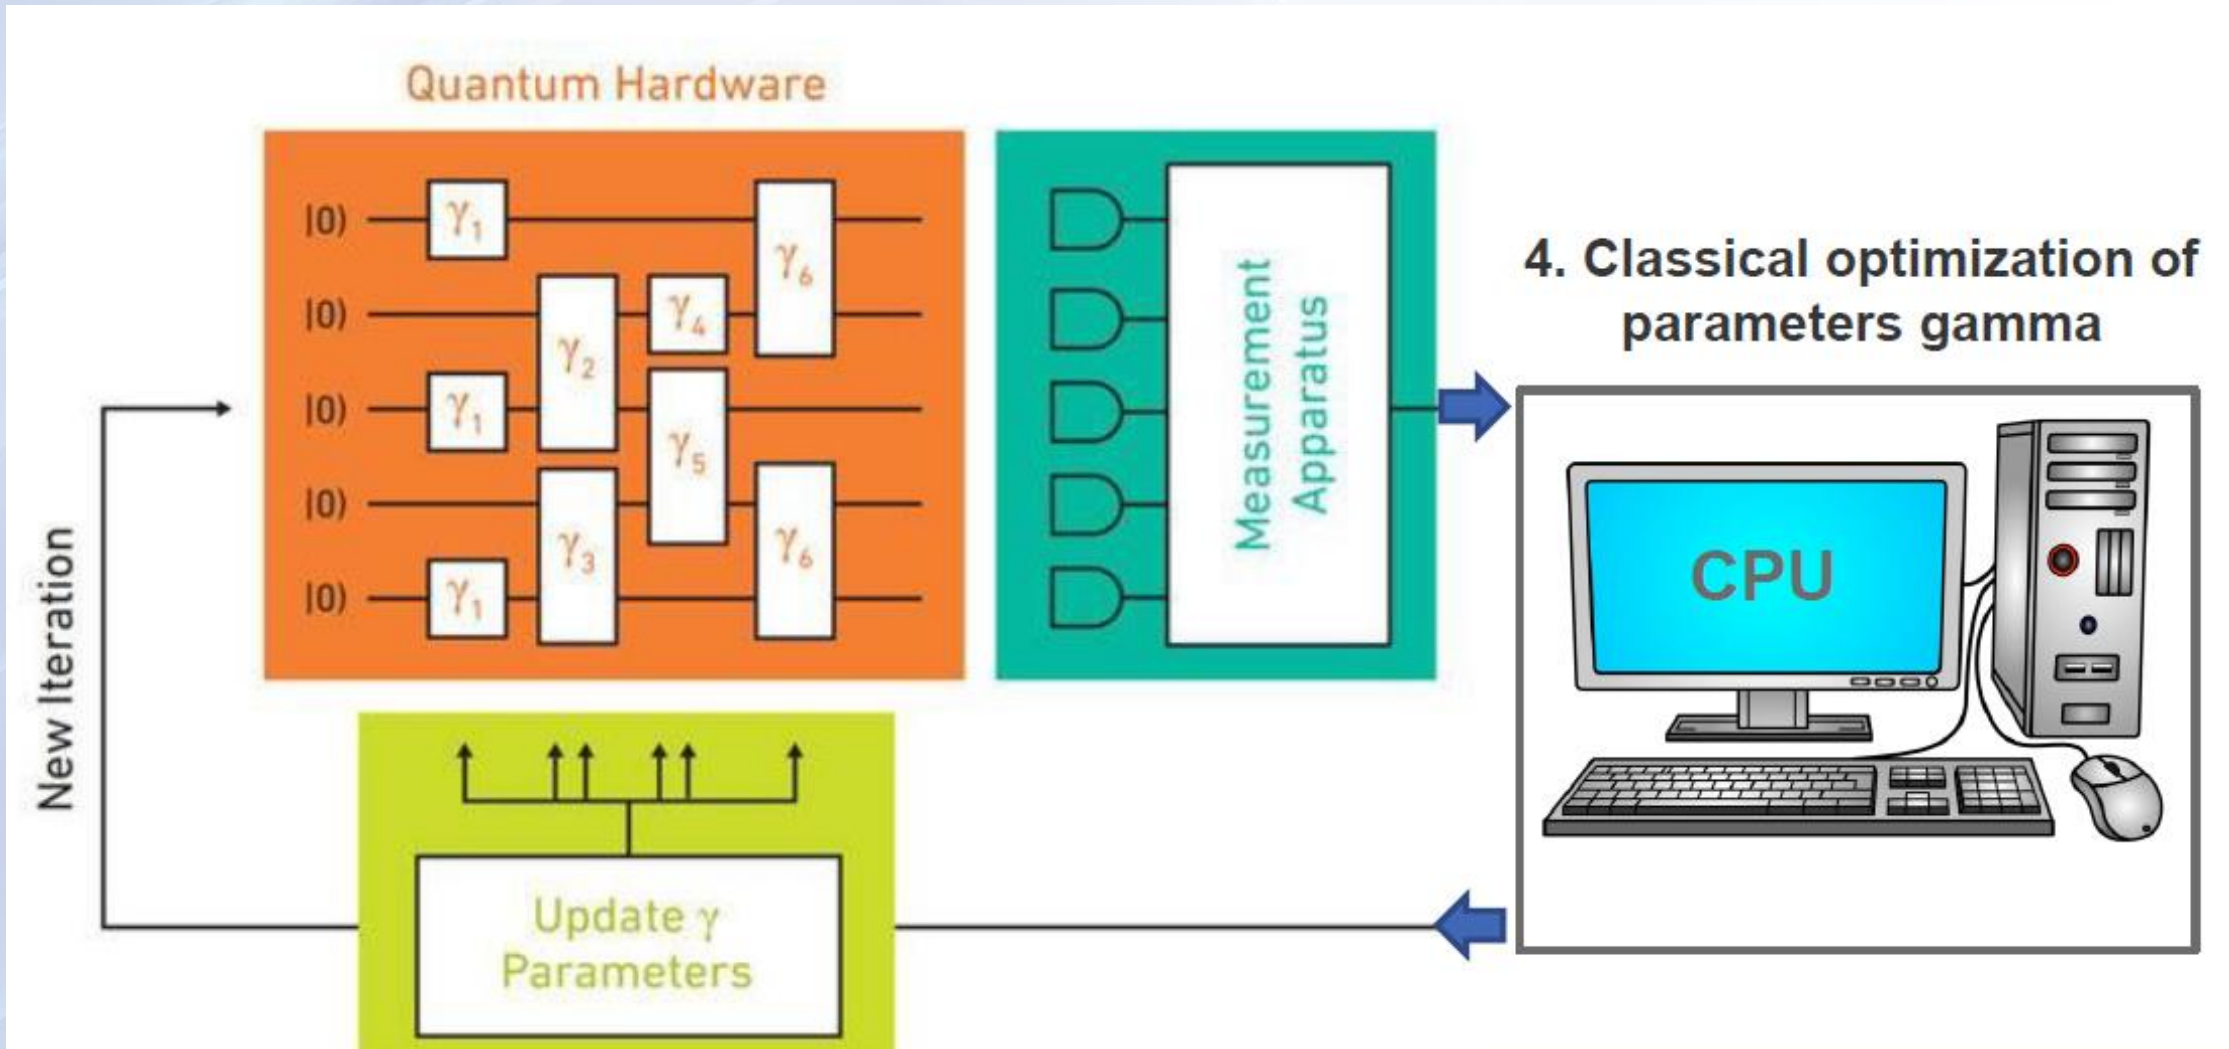 Quantum Hardware
|0⟩ γ₁ γ₆
|0⟩ γ₂ γ₄
|0⟩ γ₁ γ₅
|0⟩ γ₃ γ₆
|0⟩ γ₁
Measurement
Apparatus
4. Classical optimization of
parameters gamma
CPU
New Iteration
Update γ
Parameters